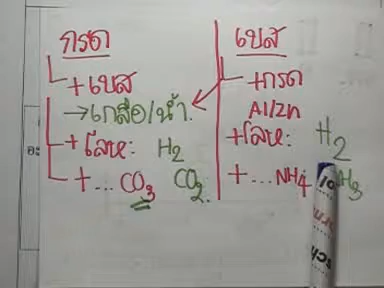 กรด
+เบส
→เกลือ/น้ำ
+โลหะ H₂
+...CO₃ CO₂
เบส
+กรด
Al/Zn
+โลหะ H₂
+...NH₄ H₃